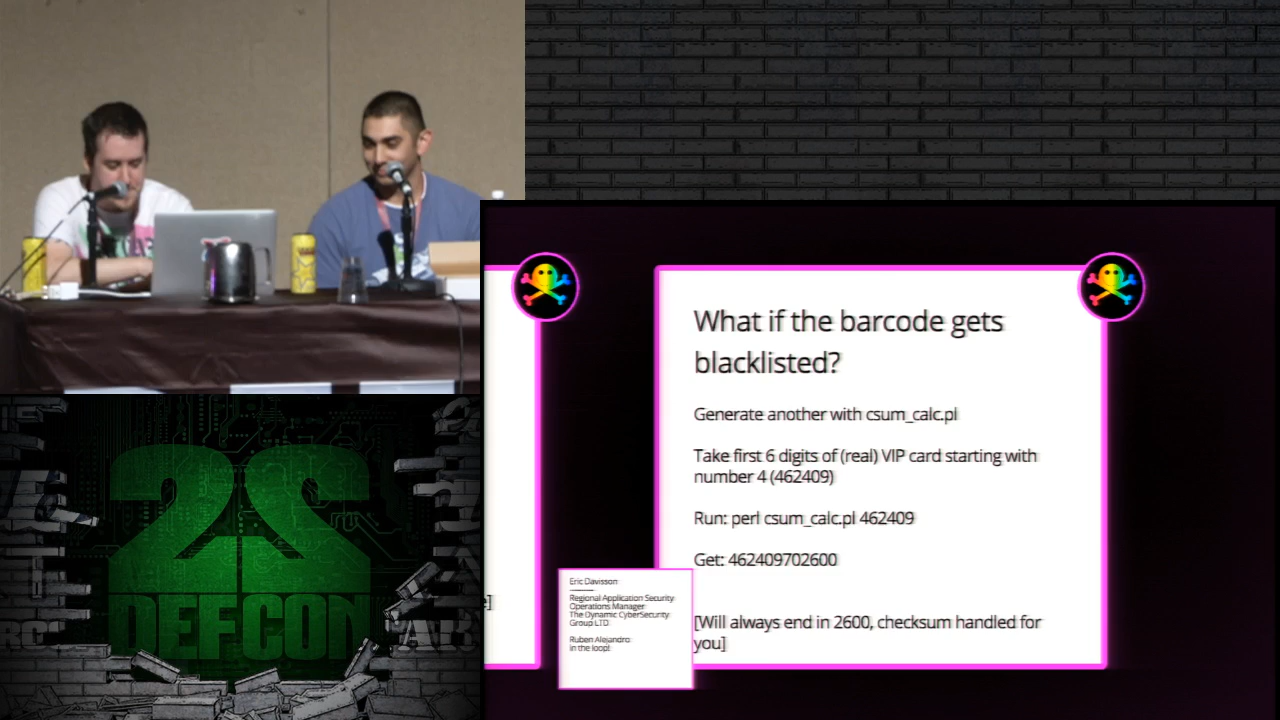 What if the barcode gets
blacklisted?
Generate another with csum_calc.pl
Take first 6 digits of (real) VIP card starting with
number 4 (462409)
Run: perl csum_calc.pl 462409
Get: 462409702600
[Will always end in 2600, checksum handled for
you]
Eric Davisson
Regional Application Security
Operations Manager
The Dynamic CyberSecurity
Group LTD
Ruben Alejandro
in the loop!
e]
DEFCON